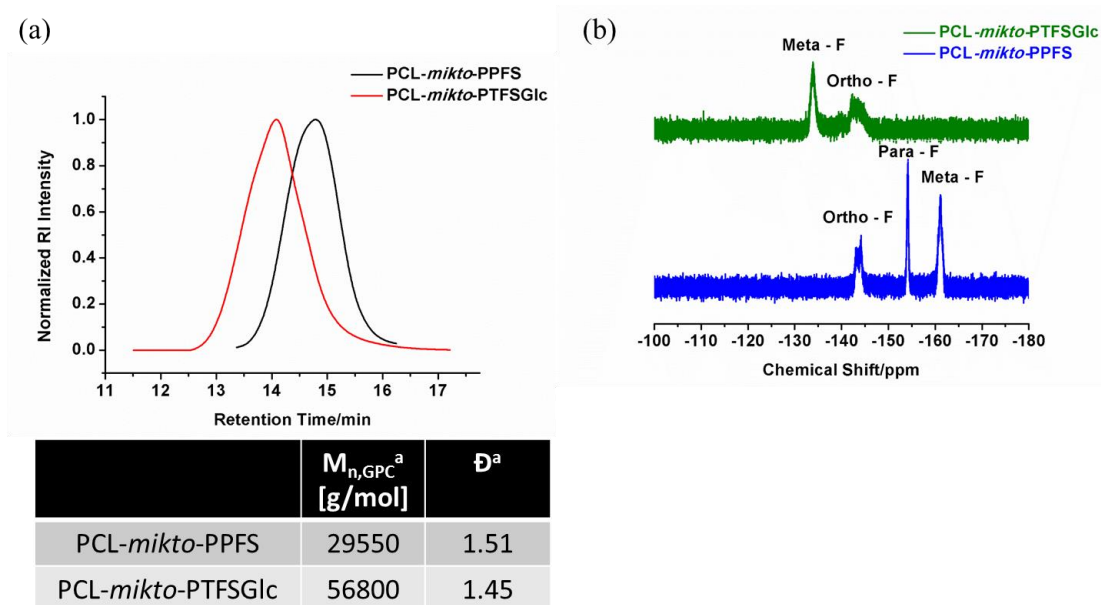 (a)
PCL-mikto-PPFS
PCL-mikto-PTFSGlc
1.0
0.8
0.6
0.4
0.2
0.0
Normalized RI Intensity
11 12 13 14 15 16 17
Retention Time/min
Mn,GPCa Đa
[g/mol]
PCL-mikto-PPFS 29550 1.51
PCL-mikto-PTFSGlc 56800 1.45
(b)
PCL-mikto-PTFSGlc
PCL-mikto-PPFS
Meta - F
Ortho - F
Para - F
Meta - F
Ortho - F
-100 -110 -120 -130 -140 -150 -160 -170 -180
Chemical Shift/ppm